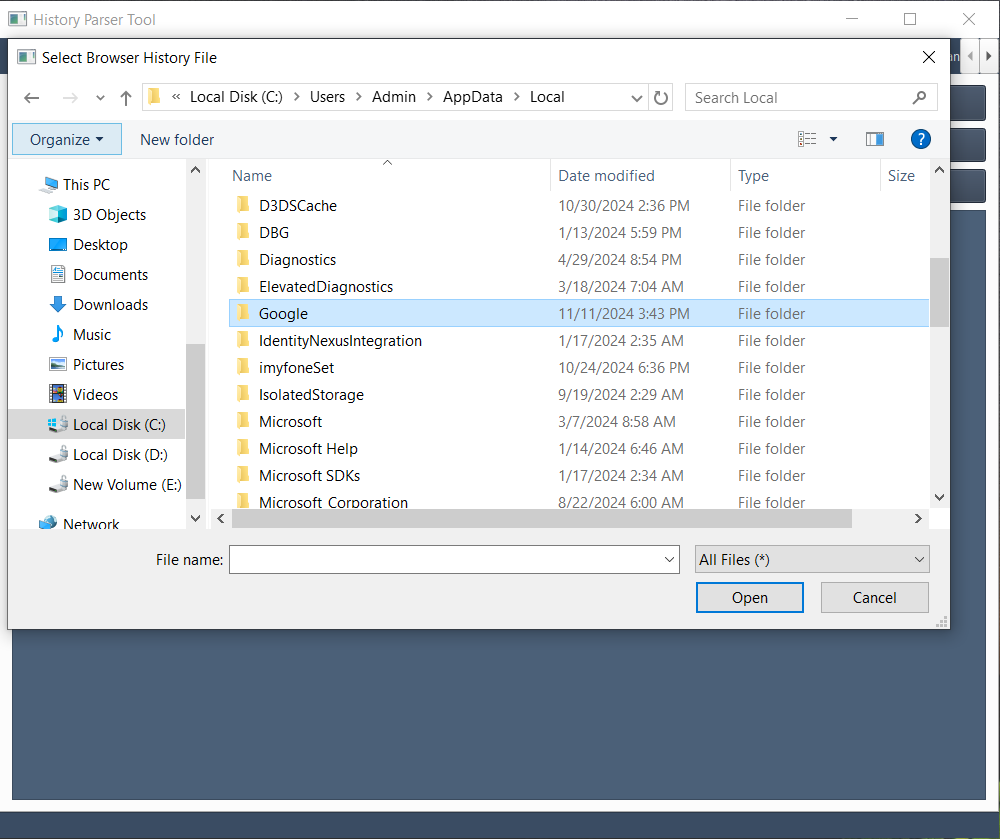 History Parser Tool
Select Browser History File
« Local Disk (C:) > Users > Admin > AppData > Local
Search Local
Organize New folder
?
Name Date modified Type Size
This PC
3D Objects
Desktop
Documents
Downloads
Music
Pictures
Videos
Local Disk (C:)
Local Disk (D:)
New Volume (E:)
Network
D3DSCache 10/30/2024 2:36 PM File folder
DBG 1/13/2024 5:59 PM File folder
Diagnostics 4/29/2024 8:54 PM File folder
ElevatedDiagnostics 3/18/2024 7:04 AM File folder
Google 11/11/2024 3:43 PM File folder
IdentityNexusIntegration 1/17/2024 2:35 AM File folder
imyfoneSet 10/24/2024 6:36 PM File folder
IsolatedStorage 9/19/2024 2:29 AM File folder
Microsoft 3/7/2024 8:58 AM File folder
Microsoft Help 1/14/2024 6:46 AM File folder
Microsoft SDKs 1/17/2024 2:34 AM File folder
Microsoft_Corporation 8/22/2024 6:00 AM File folder
File name: All Files (*)
Open Cancel